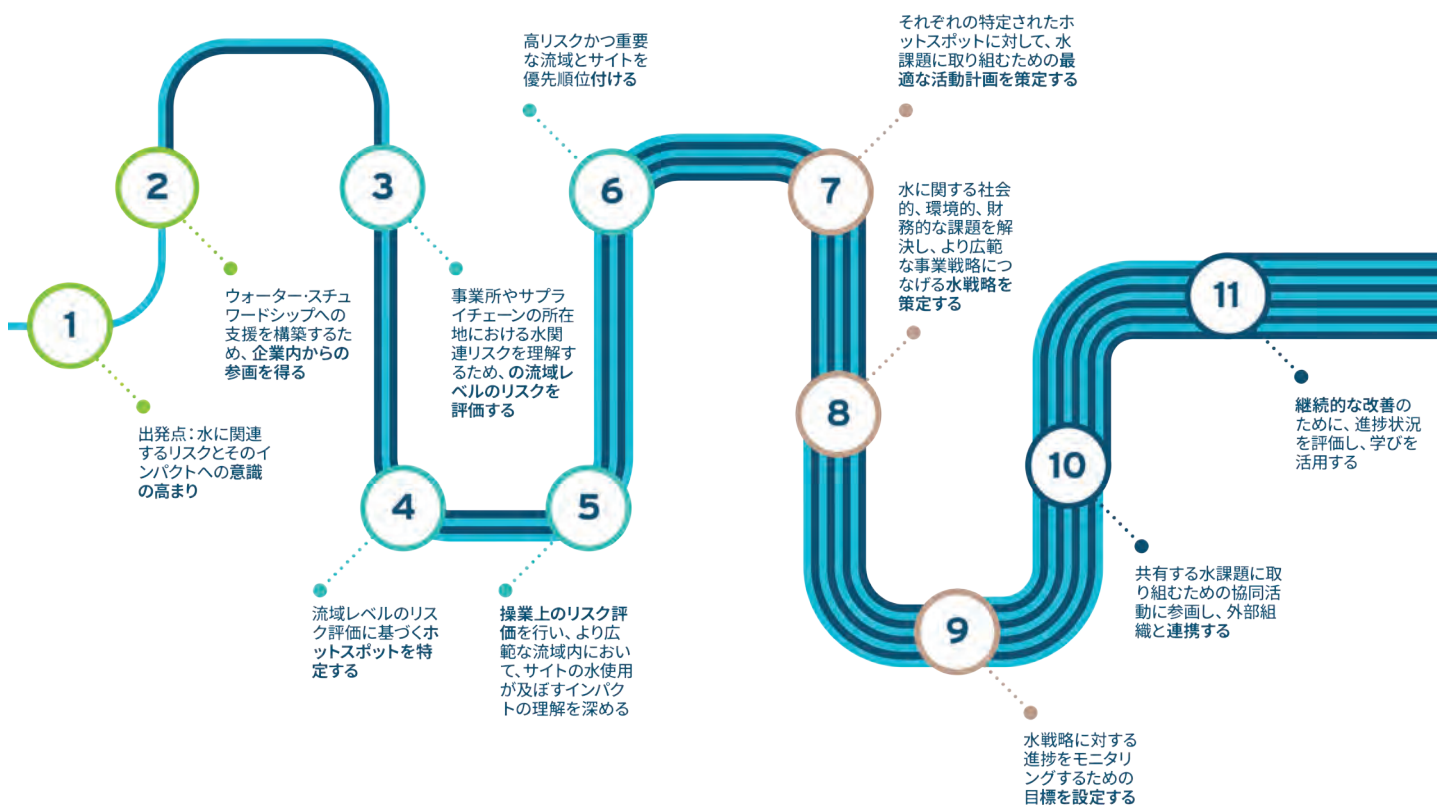 1
出発点：水に関連
するリスクとそのイ
ンパクトへの意識
の高まり
2
ウォーター・スチュ
ワードシップへの
支援を構築するた
め、企業内からの
参画を得る
3
事業所やサプラ
イチェーンの所在
地における水関
連リスクを理解す
るため、の流域レ
ベルのリスクを
評価する
4
流域レベルのリス
ク評価に基づくホ
ットスポットを特
定する
5
操業上のリスク評
価を行い、より広
範な流域内におい
て、サイトの水使用
が及ぼすインパク
トの理解を深める
6
高リスクかつ重要
な流域とサイトを
優先順位付ける
7
それぞれの特定されたホ
ットスポットに対して、水
課題に取り組むための最
適な活動計画を策定する
8
水に関する社会
的、環境的、財
務的な課題を解
決し、より広範
な事業戦略につ
なげる水戦略を
策定する
9
水戦略に対する
進捗をモニタリ
ングするための
目標を設定する
10
共有する水課題に取
り組むための協同活
動に参画し、外部組
織と連携する
11
継続的な改善の
ために、進捗状況
を評価し、学びを
活用する